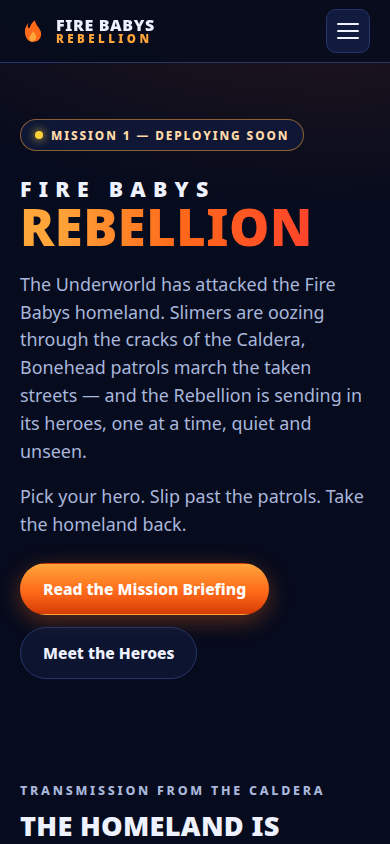 FIRE BABYS
REBELLION
MISSION 1 — DEPLOYING SOON
FIRE BABYS
REBELLION
The Underworld has attacked the Fire
Babys homeland. Slimers are oozing
through the cracks of the Caldera,
Bonehead patrols march the taken
streets — and the Rebellion is sending in
its heroes, one at a time, quiet and
unseen.
Pick your hero. Slip past the patrols. Take
the homeland back.
Read the Mission Briefing
Meet the Heroes
TRANSMISSION FROM THE CALDERA
THE HOMELAND IS